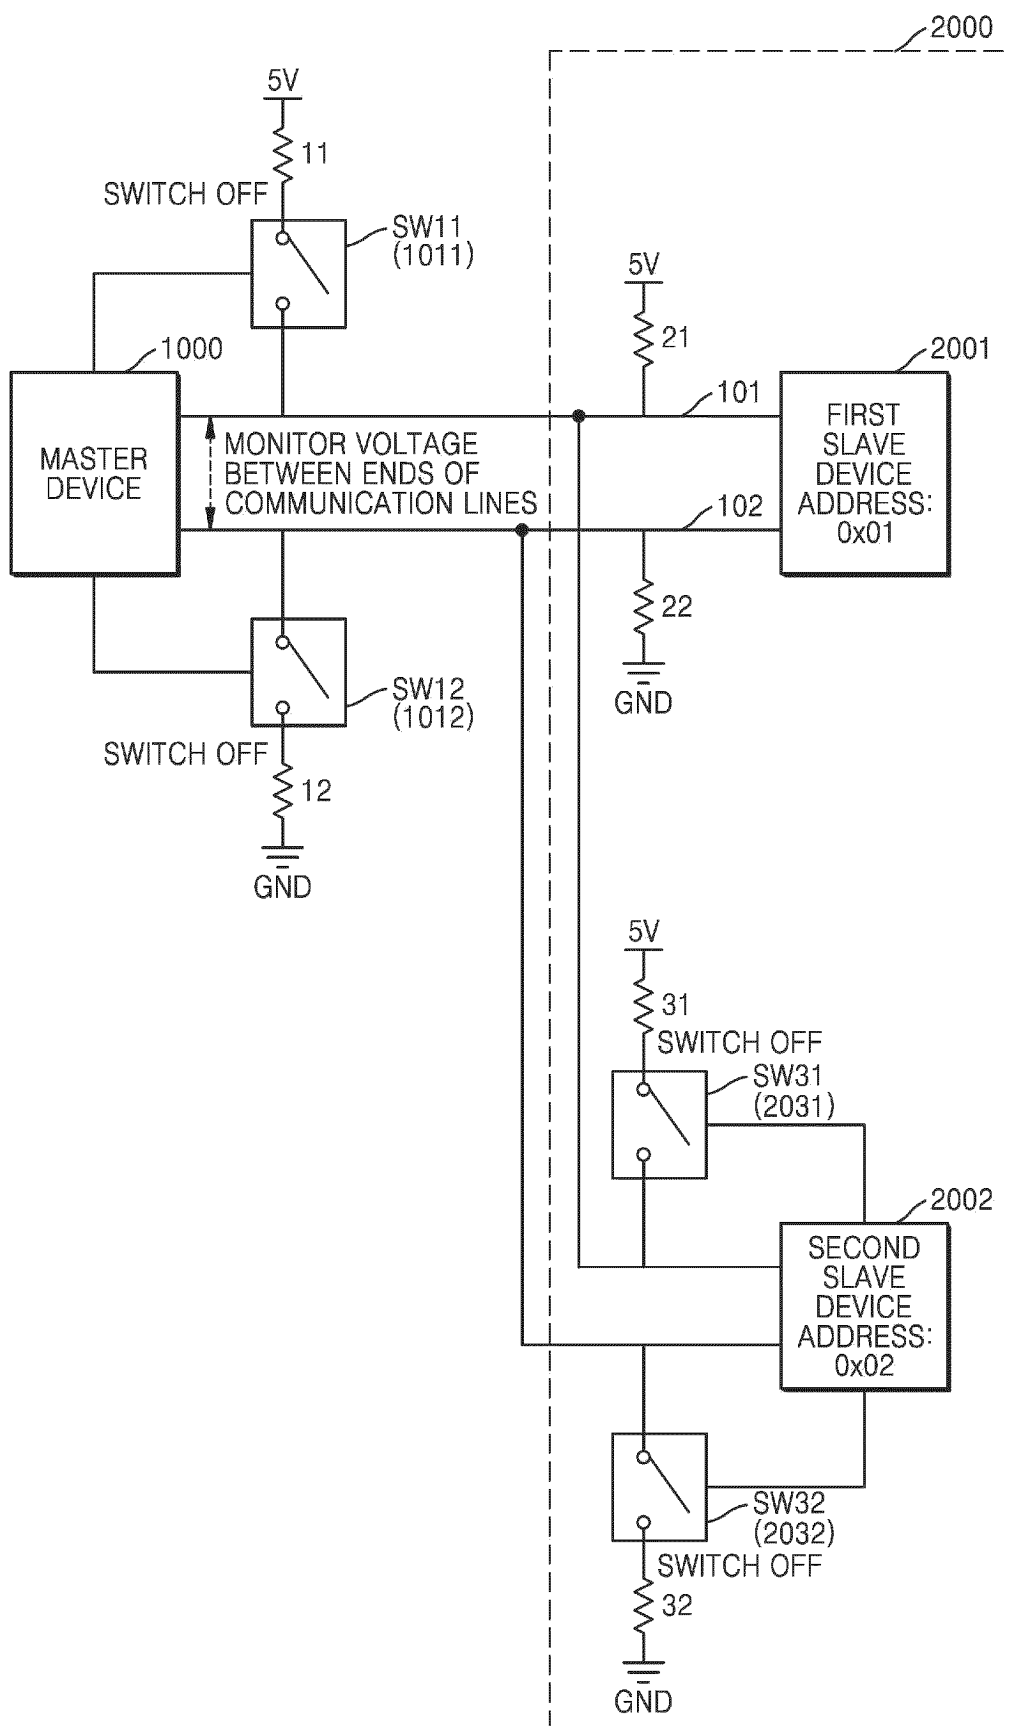 2000
5V
11
SWITCH OFF
SW11
(1011)
5V
21
1000
2001
101
MASTER
DEVICE
MONITOR VOLTAGE
BETWEEN ENDS OF
COMMUNICATION LINES
FIRST
SLAVE
DEVICE
ADDRESS:
0x01
102
22
GND
SW12
(1012)
SWITCH OFF
12
GND
5V
31
SWITCH OFF
SW31
(2031)
2002
SECOND
SLAVE
DEVICE
ADDRESS:
0x02
SW32
(2032)
SWITCH OFF
32
GND